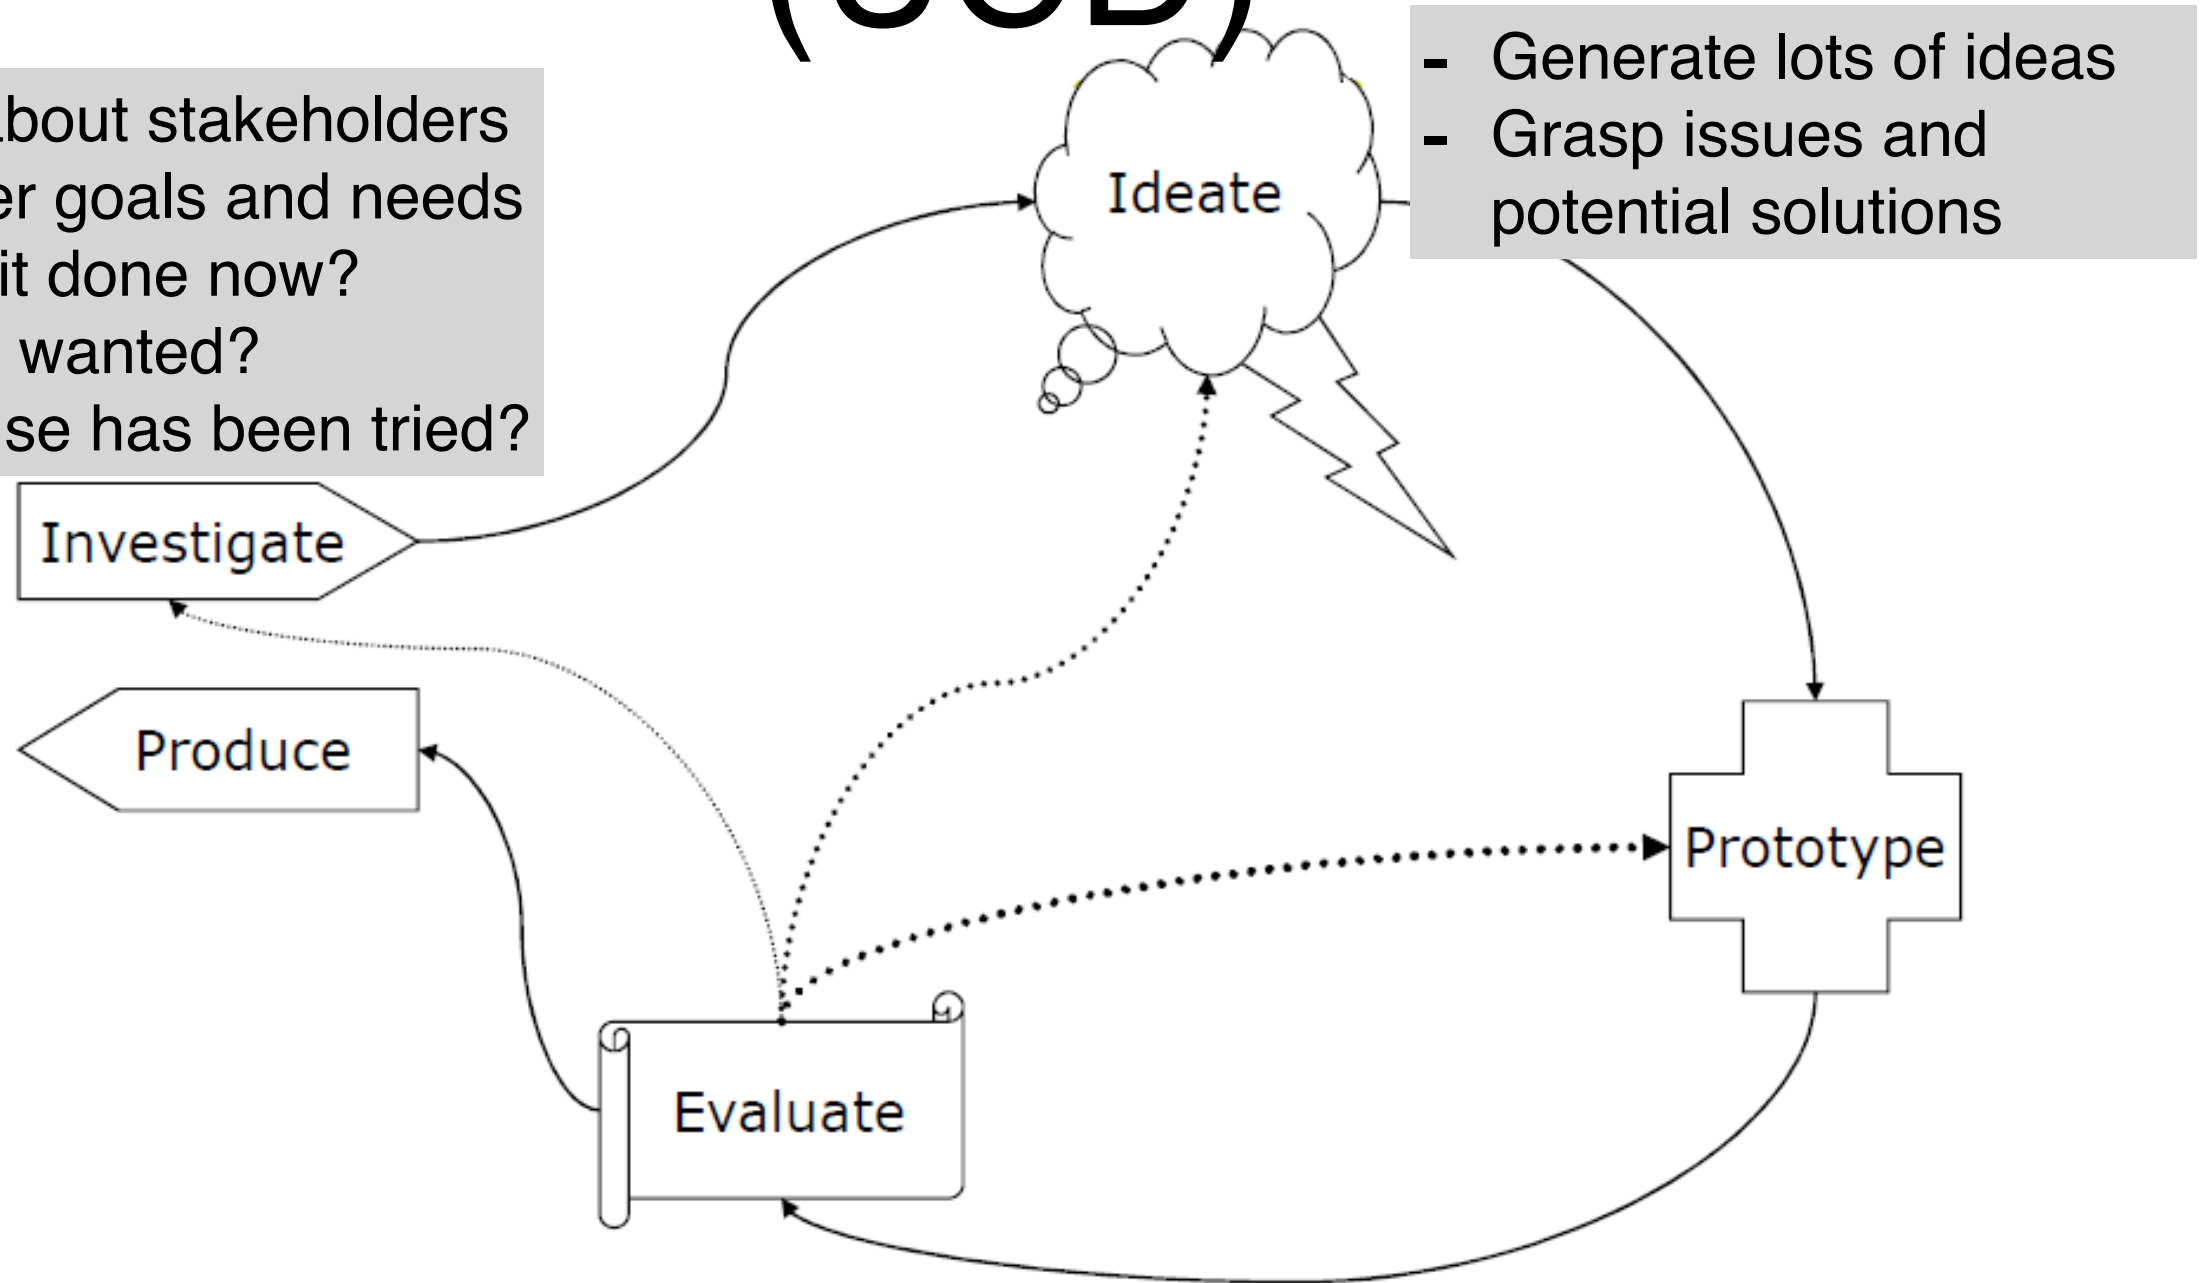 (UCD)
- Generate lots of ideas
- Grasp issues and
potential solutions
about stakeholders
er goals and needs
it done now?
wanted?
se has been tried?
Ideate
Investigate
Produce
Prototype
Evaluate